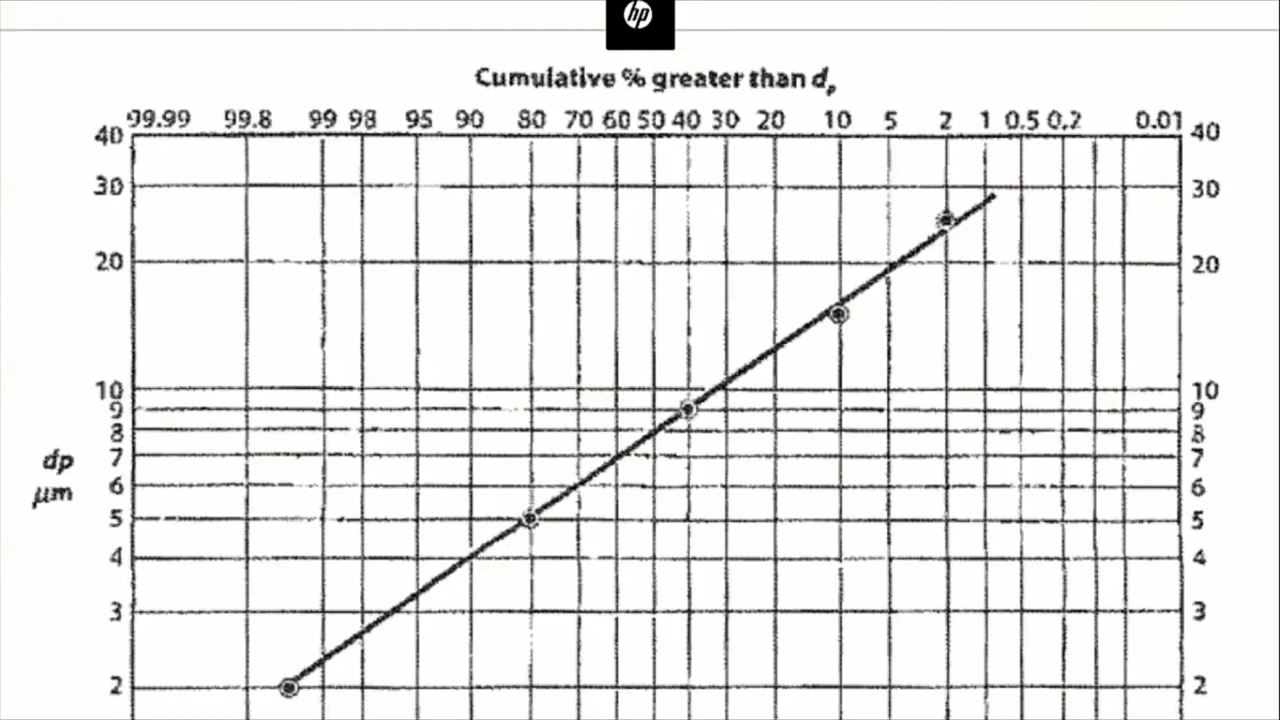 hp
Cumulative % greater than dp
99.99 99.8 99 98 95 90 80 70 60 50 40 30 20 10 5 2 1 0.5 0.2 0.01
40 40
30 30
20 20
10 10
9 9
8 8
7 7
dp
6 6
μm
5 5
4 4
3 3
2 2